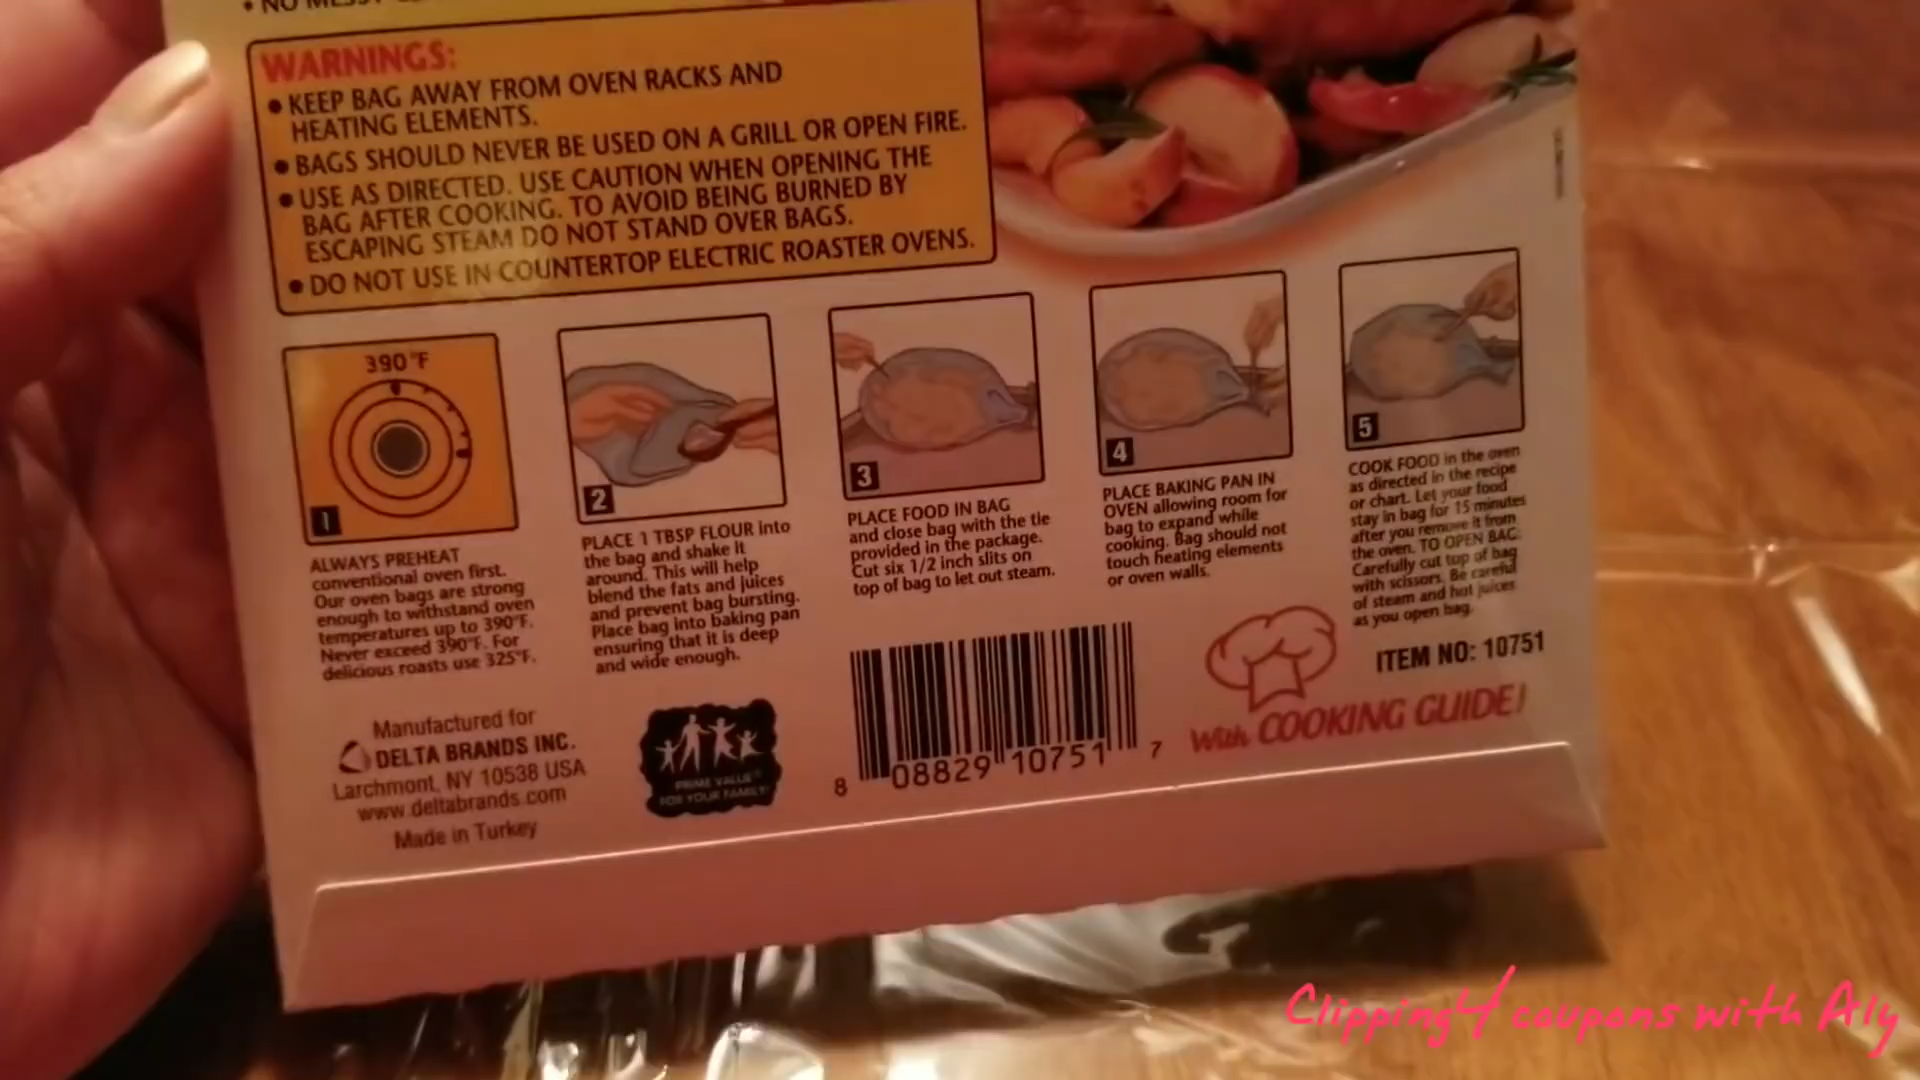 • NO MESSY
WARNINGS:
• KEEP BAG AWAY FROM OVEN RACKS AND
HEATING ELEMENTS.
• BAGS SHOULD NEVER BE USED ON A GRILL OR OPEN FIRE.
• USE AS DIRECTED. USE CAUTION WHEN OPENING THE
BAG AFTER COOKING. TO AVOID BEING BURNED BY
ESCAPING STEAM DO NOT STAND OVER BAGS.
• DO NOT USE IN COUNTERTOP ELECTRIC ROASTER OVENS.
390°F
1
ALWAYS PREHEAT
conventional oven first.
Our oven bags are strong
enough to withstand oven
temperatures up to 390°F.
Never exceed 390°F. For
delicious roasts use 325°F.
2
PLACE 1 TBSP FLOUR into
the bag and shake it
around. This will help
blend the fats and juices
and prevent bag bursting.
Place bag into baking pan
ensuring that it is deep
and wide enough.
3
PLACE FOOD IN BAG
and close bag with the tie
provided in the package.
Cut six 1/2 inch slits on
top of bag to let out steam.
4
PLACE BAKING PAN IN
OVEN allowing room for
bag to expand while
cooking. Bag should not
touch heating elements
or oven walls.
5
COOK FOOD in the oven
as directed in the recipe
or chart. Let your food
stay in bag for 15 minutes
after you remove it from
the oven. TO OPEN BAG:
Carefully cut top of bag
with scissors. Be careful
of steam and hot juices
as you open bag.
Manufactured for
DELTA BRANDS INC.
Larchmont, NY 10538 USA
www.deltabrands.com
Made in Turkey
PRIME VALUE®
FOR YOUR FAMILY!
8 08829 10751 7
ITEM NO: 10751
With COOKING GUIDE!
Clipping4 coupons with Aly